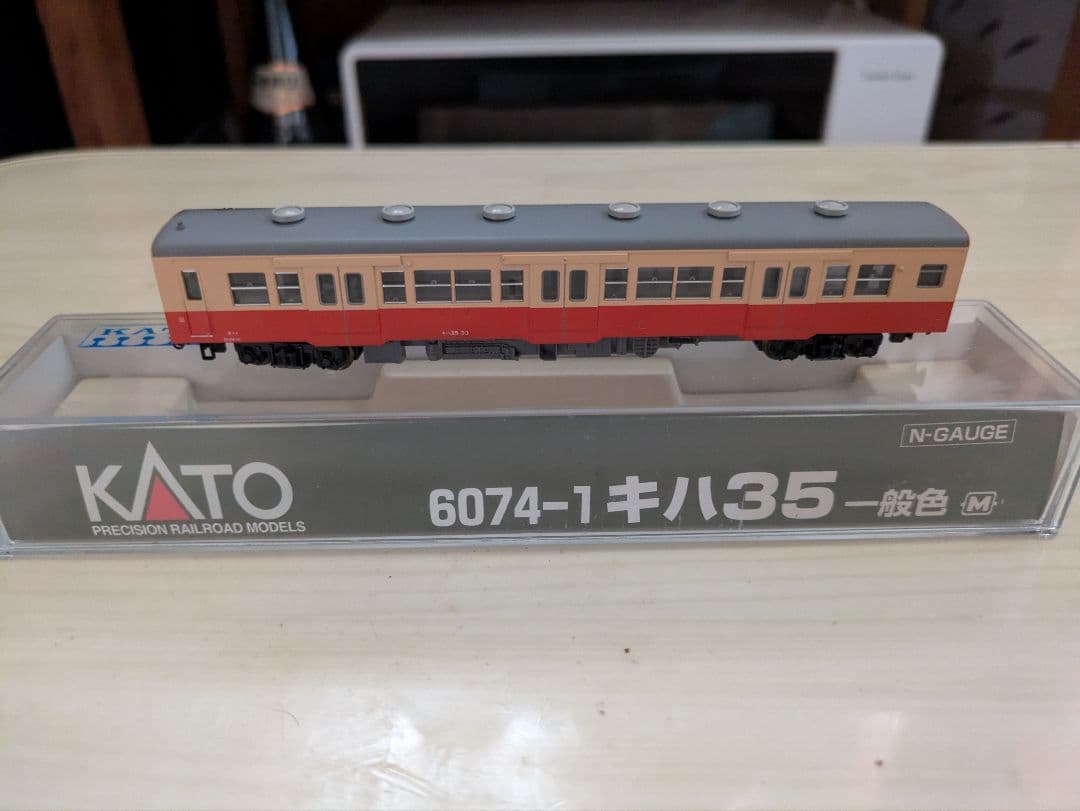 KATO
PRECISION RAILROAD MODELS
6074-1 キハ35 一般色 M
N-GAUGE